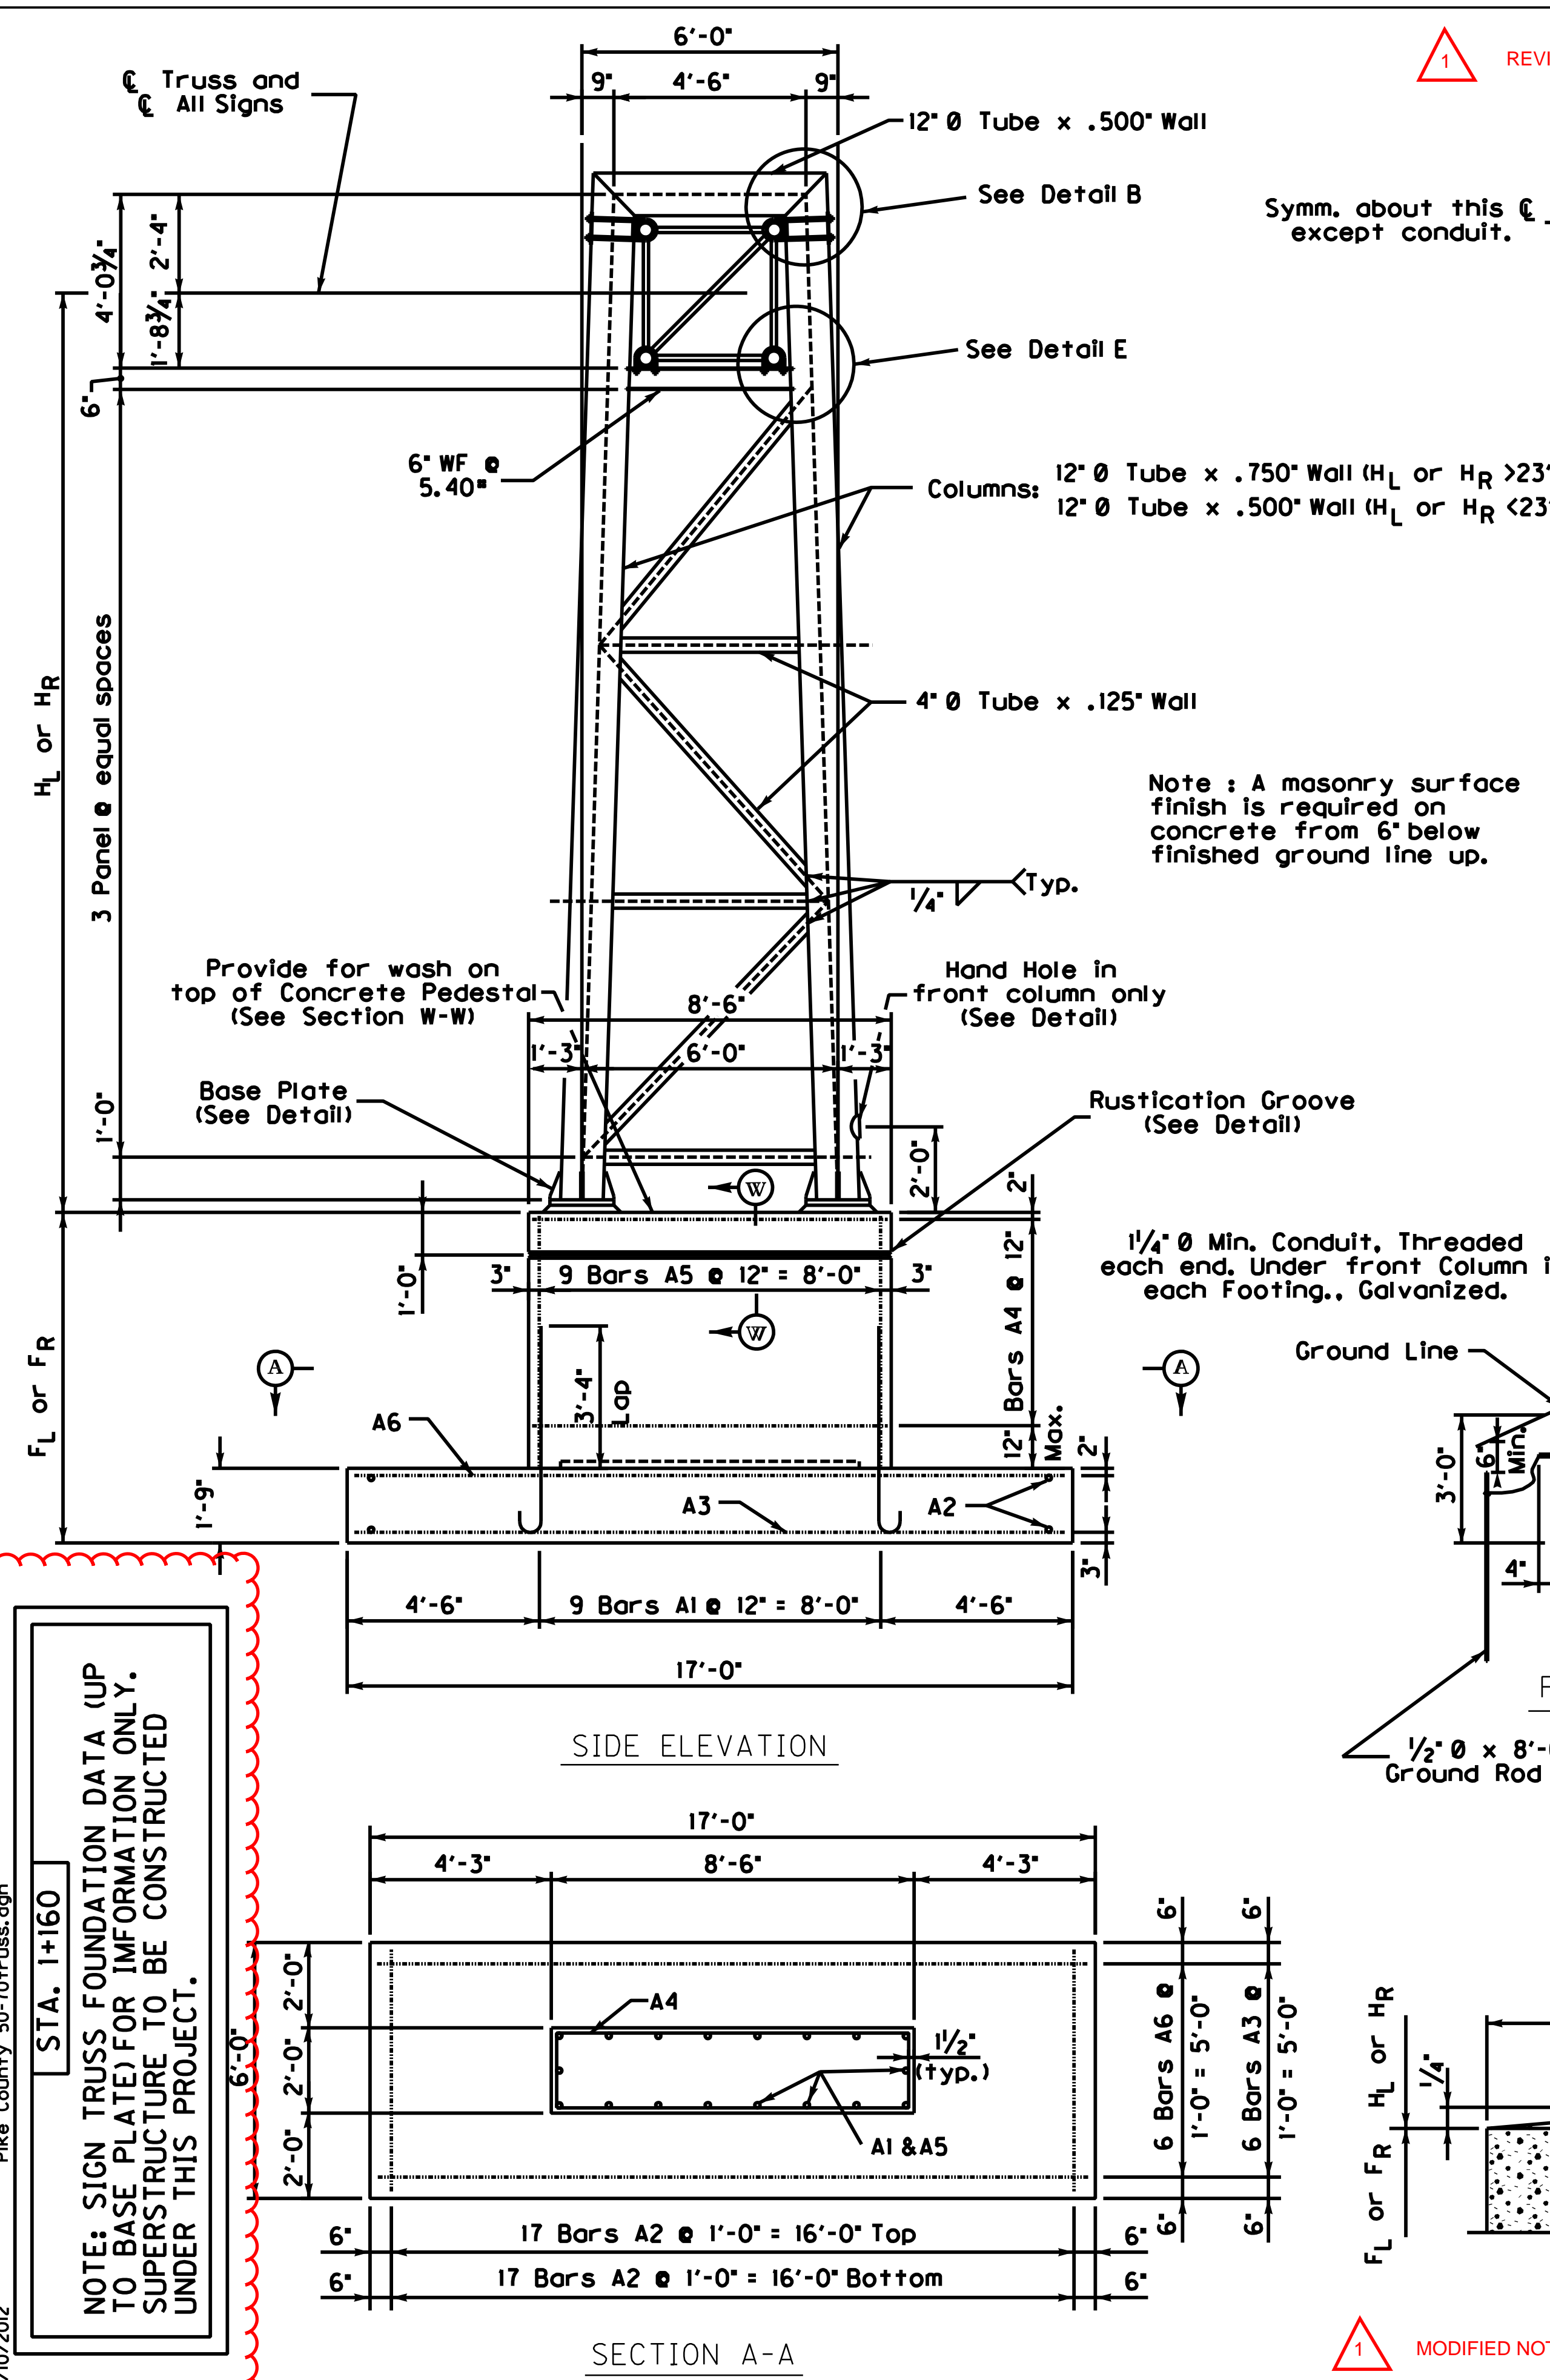 6'-0"
9" 4'-6" 9"
℄ Truss and
℄ All Signs
1
12" Ø Tube x .500" Wall
See Detail B
Symm. about this ℄
except conduit.
4'-0¾"
2'-4"
1'-8¾"
6"
See Detail E
6" WF @
5.40#
Columns:
12" Ø Tube x .750" Wall (HL or HR >23'
12" Ø Tube x .500" Wall (HL or HR <23'
HL or HR
3 Panel @ equal spaces
4" Ø Tube x .125" Wall
Note : A masonry surface
finish is required on
concrete from 6" below
finished ground line up.
1/4"
Typ.
Provide for wash on
top of Concrete Pedestal
(See Section W-W)
Hand Hole in
front column only
(See Detail)
8'-6"
1'-3" 6'-0" 1'-3"
Base Plate
(See Detail)
Rustication Groove
(See Detail)
1'-0"
2'-0"
2"
W
1'-0"
3" 9 Bars A5 @ 12" = 8'-0" 3"
Bars A4 @ 12"
1¼" Ø Min. Conduit, Threaded
each end. Under front Column
each Footing., Galvanized.
W
A
A
FL or FR
3'-4"
Lap
12"
Max.
2"
A6
Ground Line
3'-0"
6"
Min.
4"
1'-9"
A3
A2
3"
4'-6" 9 Bars A1 @ 12" = 8'-0" 4'-6"
17'-0"
SIDE ELEVATION
½" Ø x 8'-
Ground Rod
STA. 1+160
NOTE: SIGN TRUSS FOUNDATION DATA (UP
TO BASE PLATE) FOR IMFORMATION ONLY.
SUPERSTRUCTURE TO BE CONSTRUCTED
UNDER THIS PROJECT.
17'-0"
4'-3" 8'-6" 4'-3"
6'-0"
2'-0"
2'-0"
2'-0"
A4
1½"
(typ.)
A1 &A5
6" 6"
6 Bars A6 @
1'-0" = 5'-0"
6 Bars A3 @
1'-0" = 5'-0"
6" 6"
6" 17 Bars A2 @ 1'-0" = 16'-0" Top 6"
6" 17 Bars A2 @ 1'-0" = 16'-0" Bottom 6"
SECTION A-A
HL or HR
FL or FR
1/4"
1
MODIFIED
Pike County 50-70truss.dgn